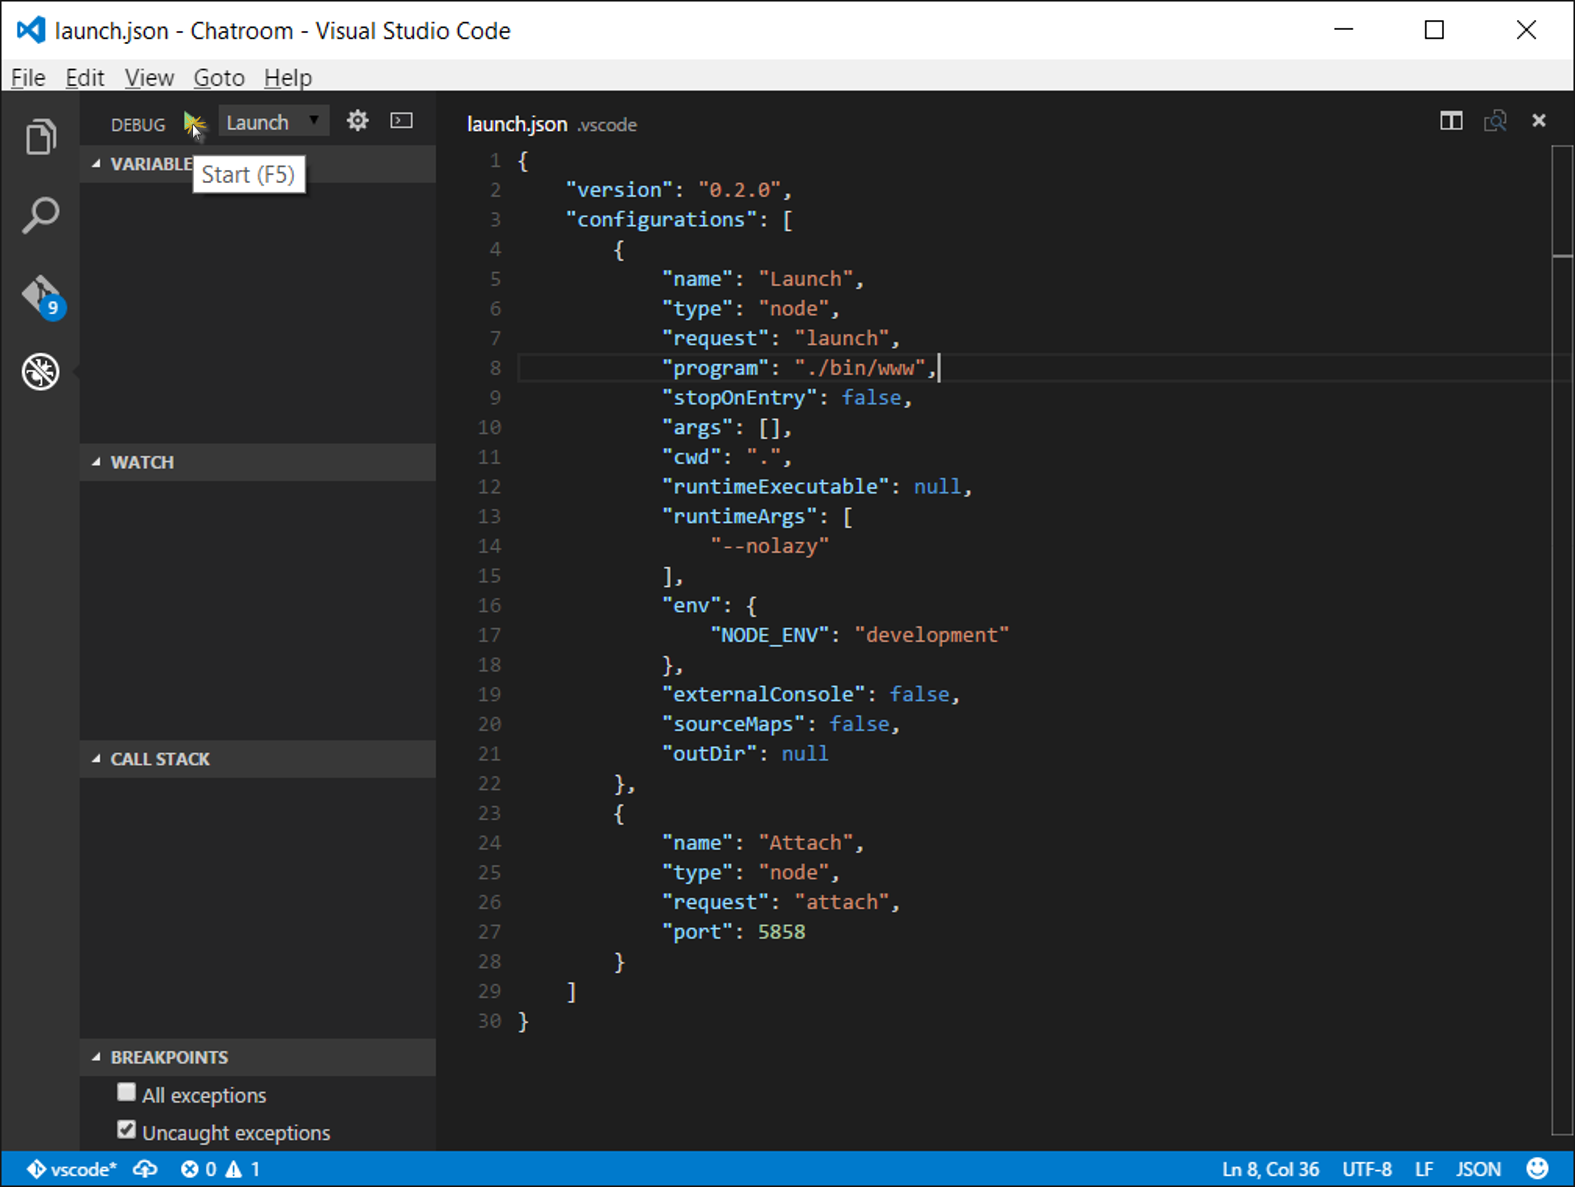 launch.json - Chatroom - Visual Studio Code
File Edit View Goto Help
DEBUG Launch
VARIABLE
Start (F5)
WATCH
CALL STACK
BREAKPOINTS
All exceptions
Uncaught exceptions
9
launch.json .vscode
1 {
2 "version": "0.2.0",
3 "configurations": [
4 {
5 "name": "Launch",
6 "type": "node",
7 "request": "launch",
8 "program": "./bin/www",
9 "stopOnEntry": false,
10 "args": [],
11 "cwd": ".",
12 "runtimeExecutable": null,
13 "runtimeArgs": [
14 "--nolazy"
15 ],
16 "env": {
17 "NODE_ENV": "development"
18 },
19 "externalConsole": false,
20 "sourceMaps": false,
21 "outDir": null
22 },
23 {
24 "name": "Attach",
25 "type": "node",
26 "request": "attach",
27 "port": 5858
28 }
29 ]
30 }
vscode* 0 1 Ln 8, Col 36 UTF-8 LF JSON